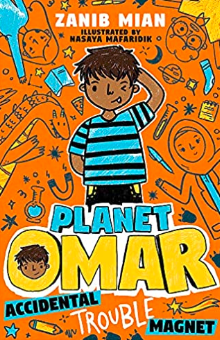 ZANIB MIAN
ILLUSTRATED BY
NASAYA MAFARIDIK
PLANET
OMAR
ACCIDENTAL
TROUBLE
MAGNET